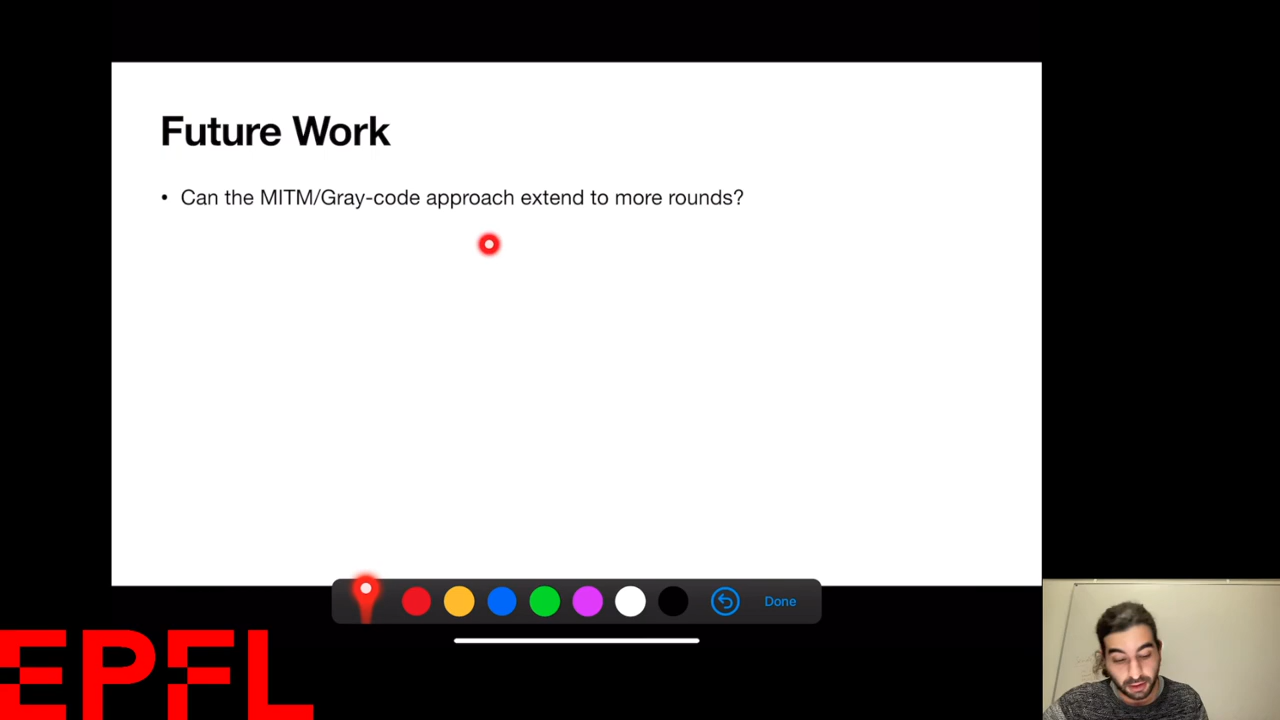 Future Work
• Can the MITM/Gray-code approach extend to more rounds?
Done
EPFL